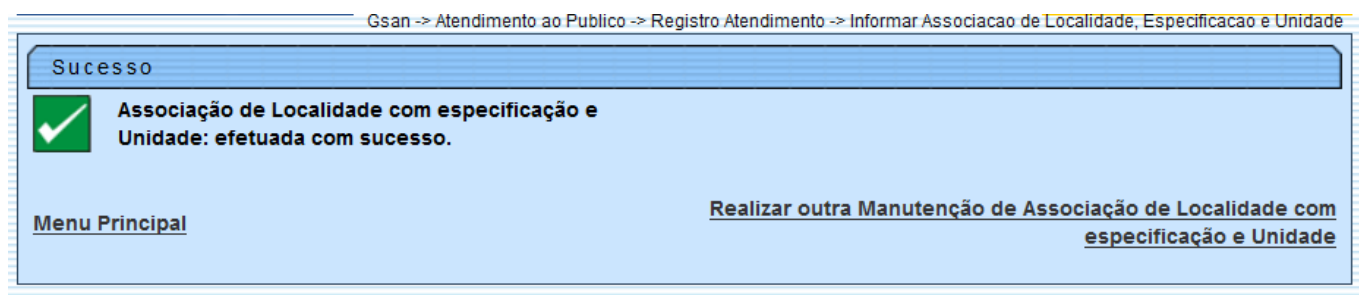 Gsan -> Atendimento ao Publico -> Registro Atendimento -> Informar Associacao de Localidade, Especificacao e Unidade
Sucesso
Associação de Localidade com especificação e
Unidade: efetuada com sucesso.
Menu Principal
Realizar outra Manutenção de Associação de Localidade com
especificação e Unidade